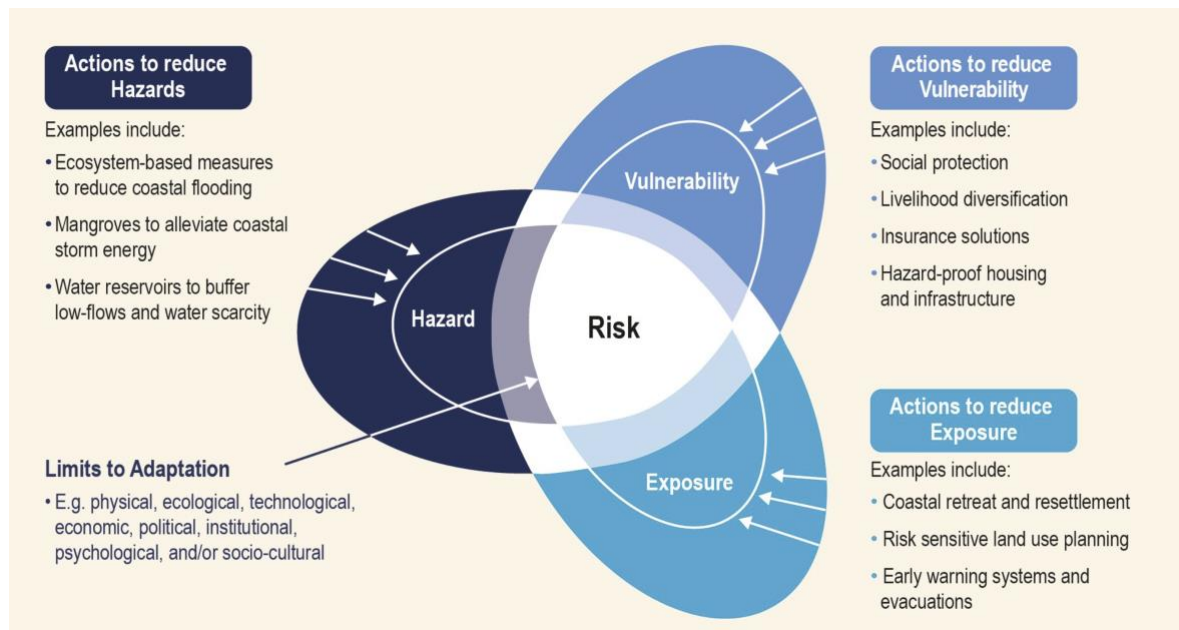 Actions to reduce
Hazards
Examples include:
• Ecosystem-based measures
to reduce coastal flooding
• Mangroves to alleviate coastal
storm energy
• Water reservoirs to buffer
low-flows and water scarcity
Limits to Adaptation
• E.g. physical, ecological, technological,
economic, political, institutional,
psychological, and/or socio-cultural
Vulnerability
Hazard
Risk
Exposure
Actions to reduce
Vulnerability
Examples include:
• Social protection
• Livelihood diversification
• Insurance solutions
• Hazard-proof housing
and infrastructure
Actions to reduce
Exposure
Examples include:
• Coastal retreat and resettlement
• Risk sensitive land use planning
• Early warning systems and
evacuations